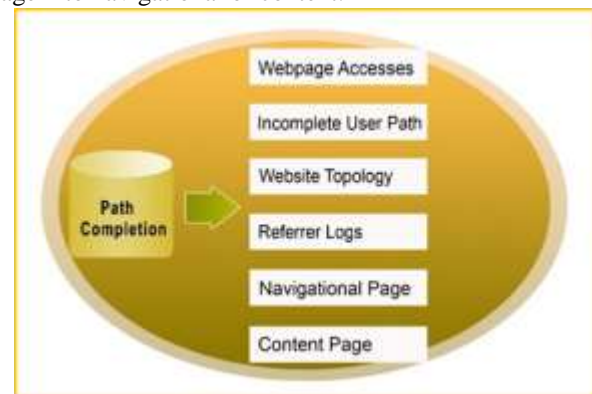 Webpage Accesses
Incomplete User Path
Website Topology
Path
Completion
Referrer Logs
Navigational Page
Content Page